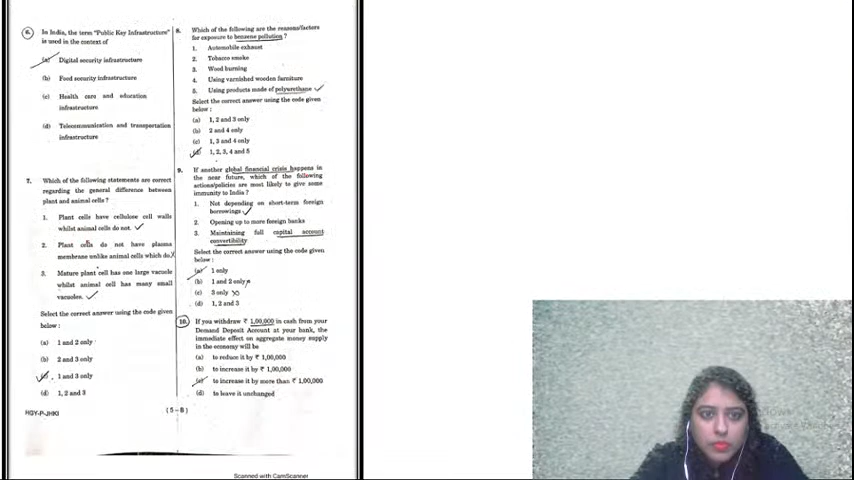 6. In India, the term "Public Key Infrastructure"
is used in the context of
(a) Digital security infrastructure
(b) Food security infrastructure
(c) Health care and education
infrastructure
(d) Telecommunication and transportation
infrastructure
7. Which of the following statements are correct
regarding the general difference between
plant and animal cells ?
1. Plant cells have cellulose cell walls
whilst animal cells do not.
2. Plant cells do not have plasma
membrane unlike animal cells which do.
3. Mature plant cell has one large vacuole
whilst animal cell has many small
vacuoles.
Select the correct answer using the code given
below :
(a) 1 and 2 only
(b) 2 and 3 only
(c) 1 and 3 only
(d) 1, 2 and 3
8. Which of the following are the reasons/factors
for exposure to benzene pollution ?
1. Automobile exhaust
2. Tobacco smoke
3. Wood burning
4. Using varnished wooden furniture
5. Using products made of polyurethane
Select the correct answer using the code given
below :
(a) 1, 2 and 3 only
(b) 2 and 4 only
(c) 1, 3 and 4 only
(d) 1, 2, 3, 4 and 5
9. If another global financial crisis happens in
the near future, which of the following
actions/policies are most likely to give some
immunity to India ?
1. Not depending on short-term foreign
borrowings
2. Opening up to more foreign banks
3. Maintaining full capital account
convertibility
Select the correct answer using the code given
below :
(a) 1 only
(b) 1 and 2 only
(c) 3 only
(d) 1, 2 and 3
10. If you withdraw ₹ 1,00,000 in cash from your
Demand Deposit Account at your bank, the
immediate effect on aggregate money supply
in the economy will be
(a) to reduce it by ₹ 1,00,000
(b) to increase it by ₹ 1,00,000
(c) to increase it by more than ₹ 1,00,000
(d) to leave it unchanged
HGY-P-JHKI
(5–B)
Scanned with CamScanner